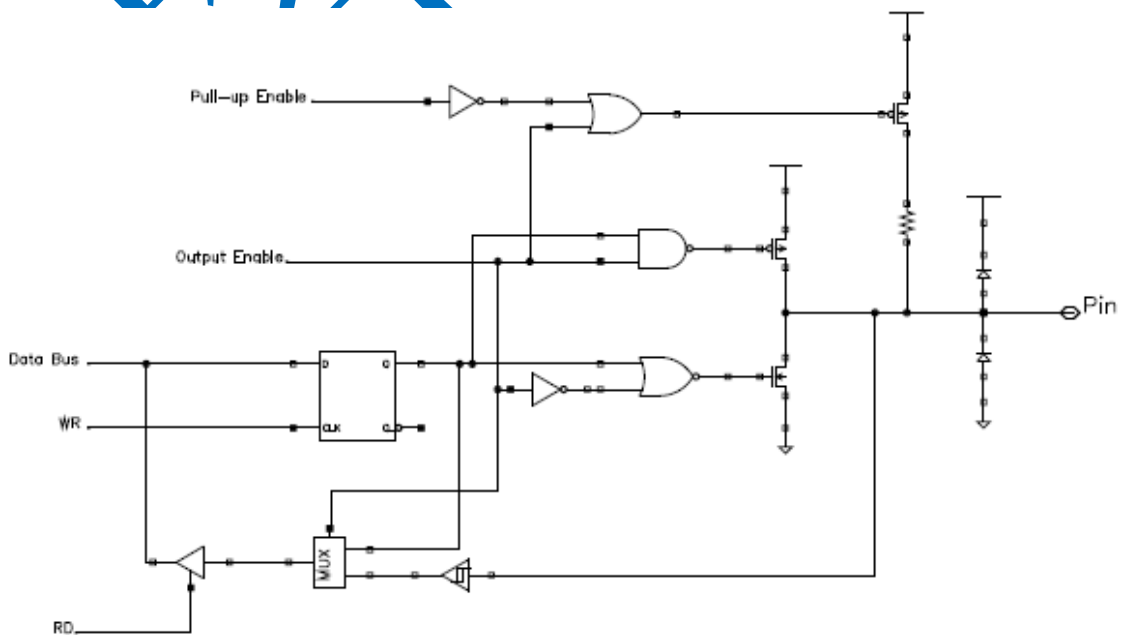 Pull-up Enable
Output Enable
Pin
Data Bus
D
Q
WR
CLK
Q
MUX
RD